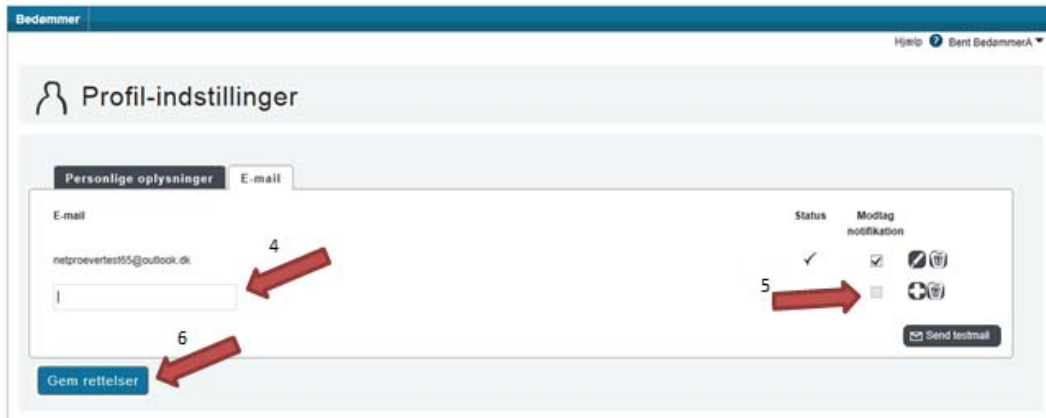 Bedømmer
Hjælp ? Bent BedømmerA
Profil-indstillinger
Personlige oplysninger E-mail
E-mail Status Modtag
notifikation
4
netproevertest65@outlook.dk
5
6
Send testmail
Gem rettelser